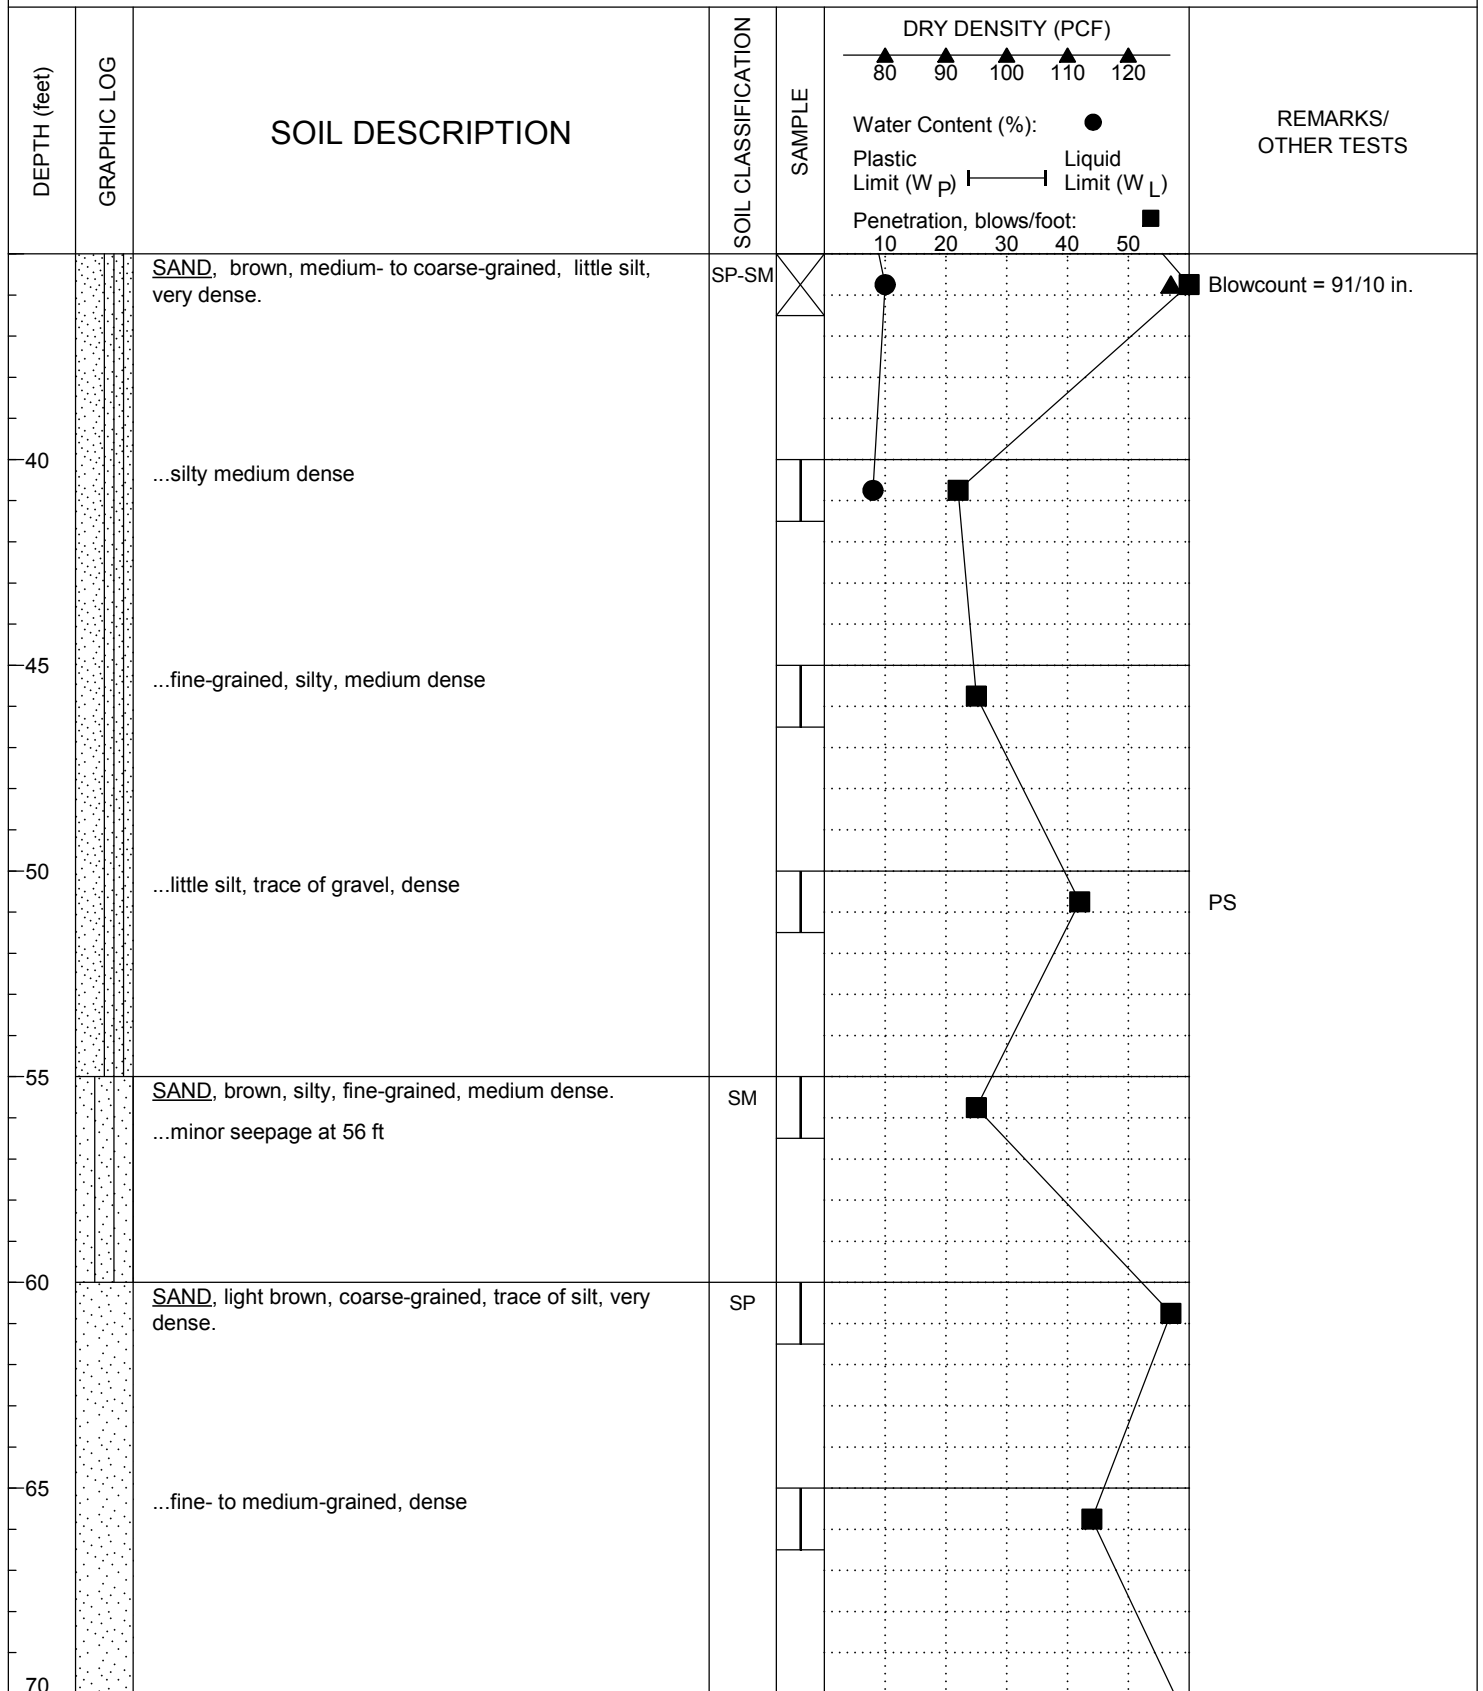 DEPTH (feet)
GRAPHIC LOG
SOIL DESCRIPTION
SOIL CLASSIFICATION
SAMPLE
DRY DENSITY (PCF)
80 90 100 110 120
Water Content (%):
Plastic Limit (W P)
Liquid Limit (W L)
Penetration, blows/foot:
10 20 30 40 50
REMARKS/
OTHER TESTS
SAND, brown, medium- to coarse-grained, little silt,
very dense.
SP-SM
Blowcount = 91/10 in.
40
...silty medium dense
45
...fine-grained, silty, medium dense
50
...little silt, trace of gravel, dense
PS
55
SAND, brown, silty, fine-grained, medium dense.
SM
...minor seepage at 56 ft
60
SAND, light brown, coarse-grained, trace of silt, very
dense.
SP
65
...fine- to medium-grained, dense
70